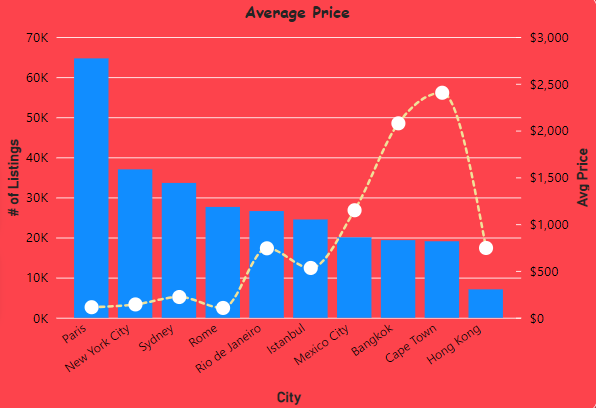 Average Price
70K
60K
50K
40K
30K
20K
10K
0K
# of Listings
$3,000
$2,500
$2,000
$1,500
$1,000
$500
$0
Avg Price
Paris
New York City
Sydney
Rome
Rio de Janeiro
Istanbul
Mexico City
Bangkok
Cape Town
Hong Kong
City